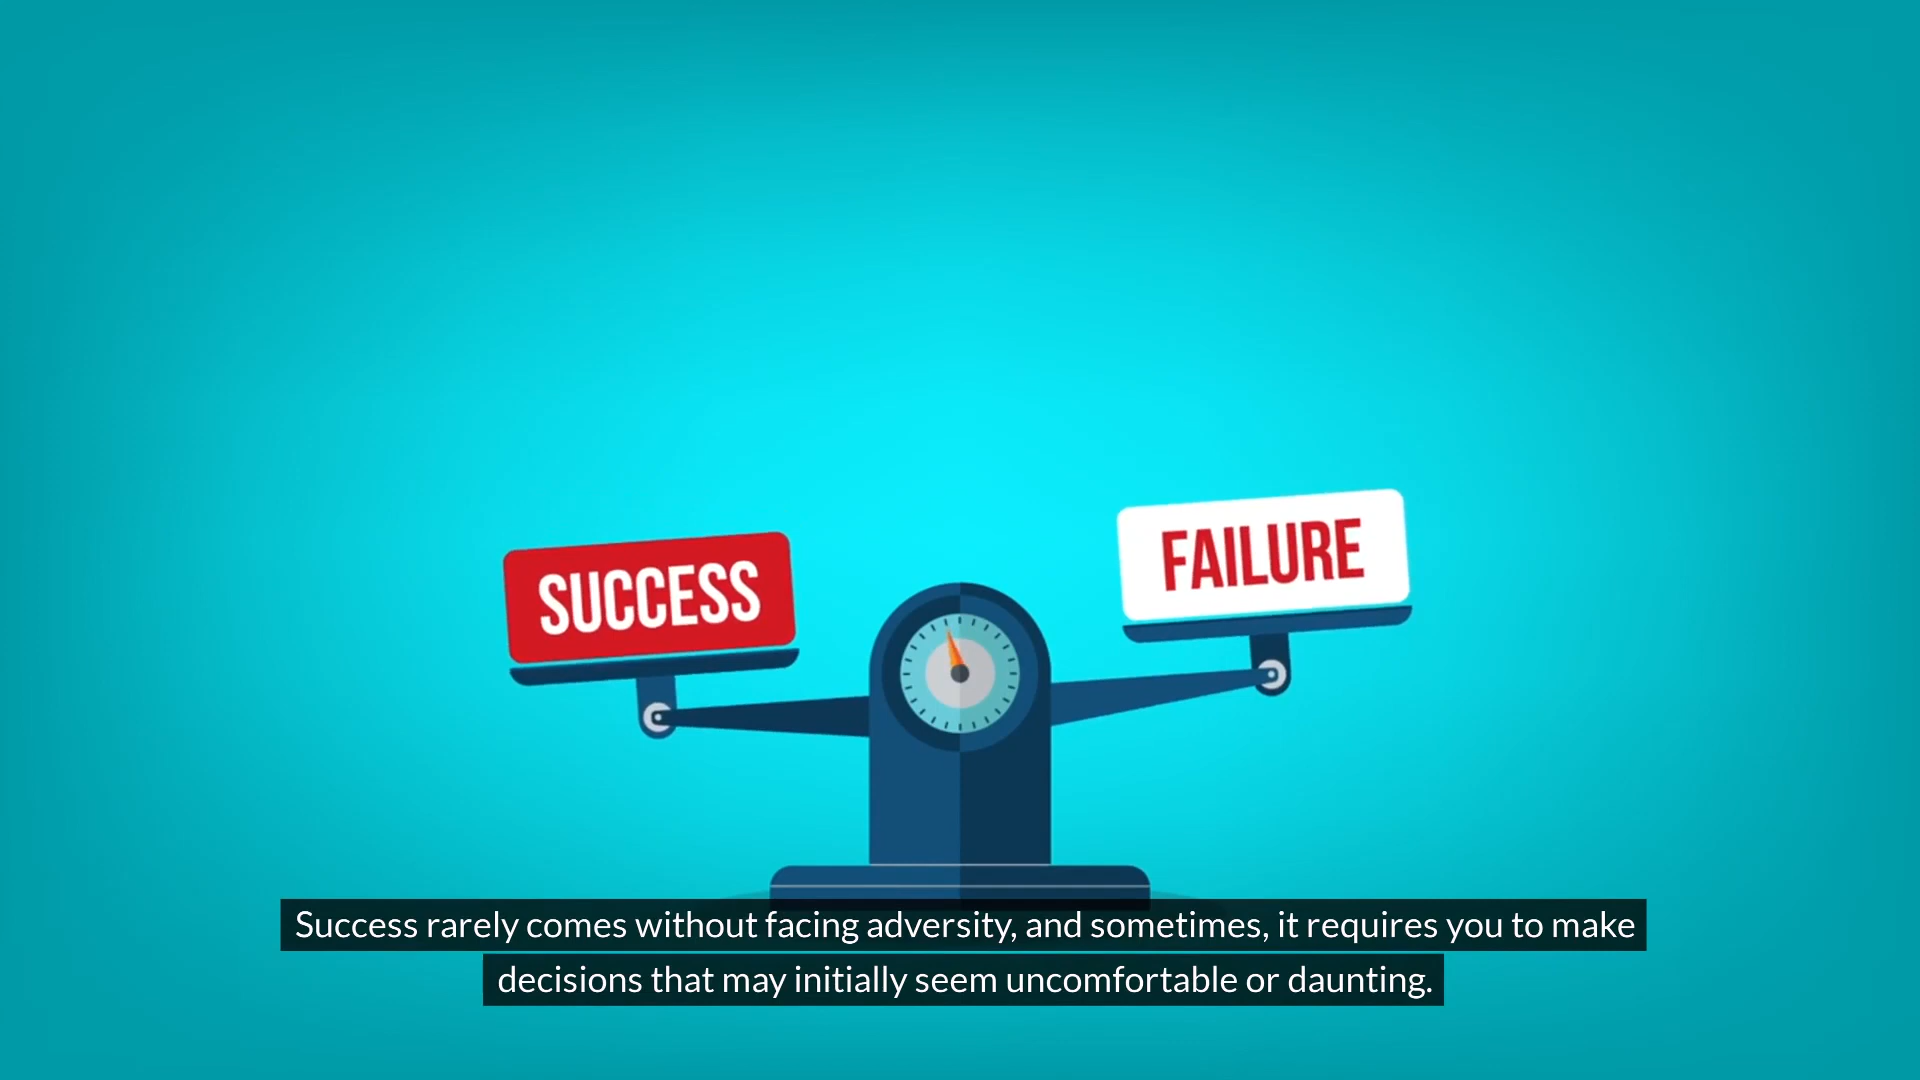 SUCCESS
FAILURE
Success rarely comes without facing adversity, and sometimes, it requires you to make
decisions that may initially seem uncomfortable or daunting.